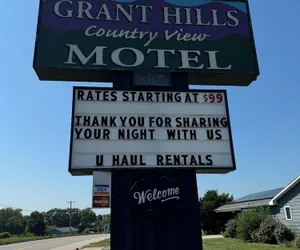 GRANT HILLS
Country View
MOTEL
RATES STARTING AT $99
THANK YOU FOR SHARING
YOUR NIGHT WITH US
U HAUL RENTALS
Welcome
VISA